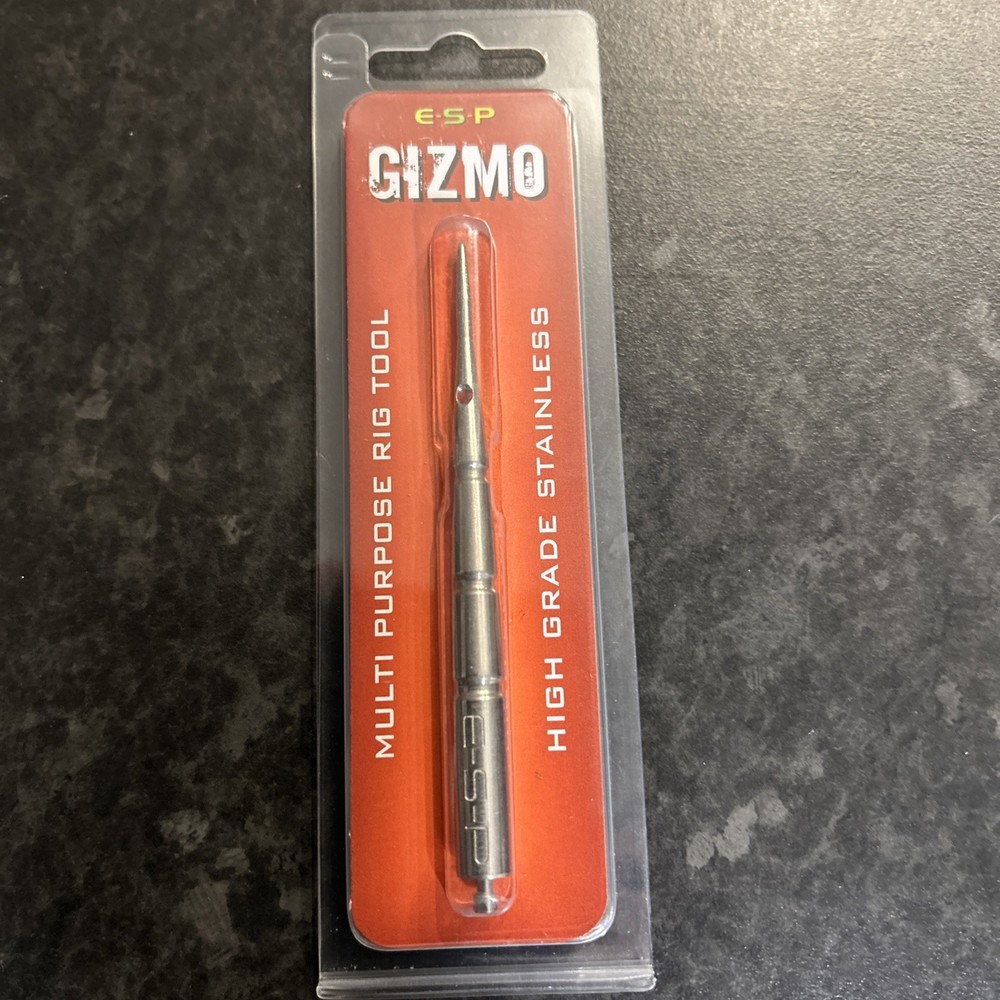 E·S·P
GIZMO
MULTI PURPOSE RIG TOOL
HIGH GRADE STAINLESS
E-S-P